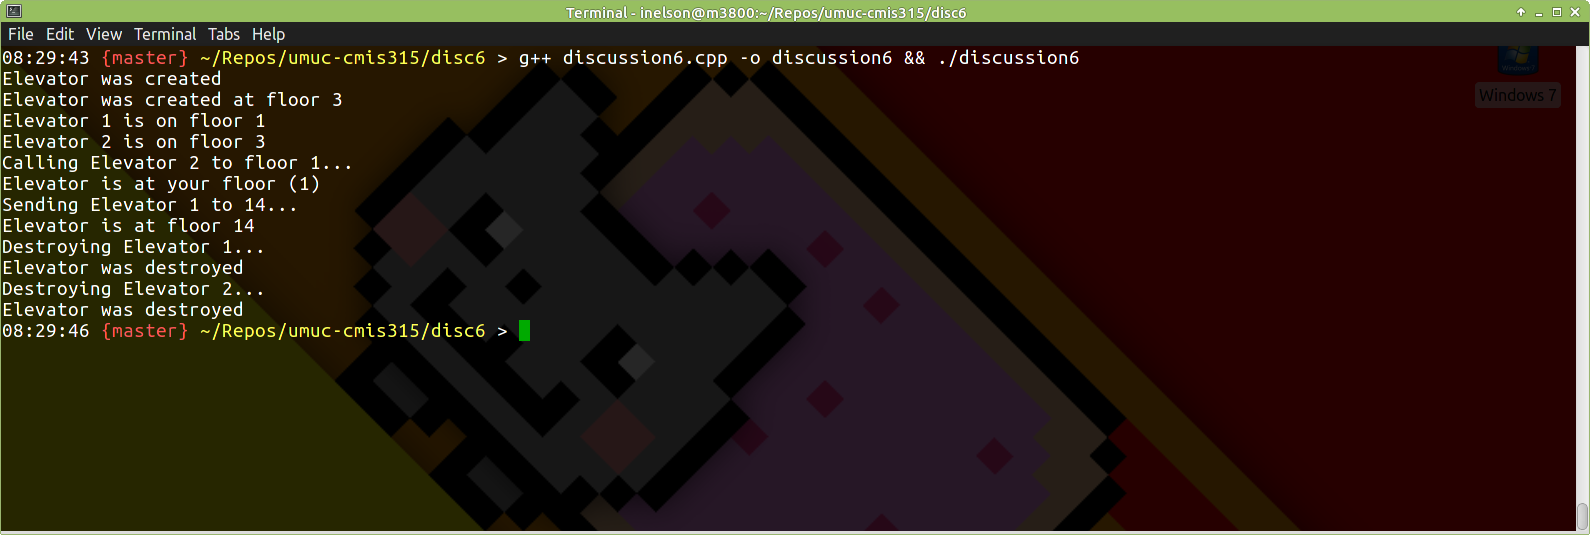 Terminal - inelson@m3800:~/Repos/umuc-cmis315/disc6
File Edit View Terminal Tabs Help
08:29:43 {master} ~/Repos/umuc-cmis315/disc6 > g++ discussion6.cpp -o discussion6 && ./discussion6
Elevator was created
Elevator was created at floor 3
Elevator 1 is on floor 1
Elevator 2 is on floor 3
Calling Elevator 2 to floor 1...
Elevator is at your floor (1)
Sending Elevator 1 to 14...
Elevator is at floor 14
Destroying Elevator 1...
Elevator was destroyed
Destroying Elevator 2...
Elevator was destroyed
08:29:46 {master} ~/Repos/umuc-cmis315/disc6 >
Windows 7
Windows 7